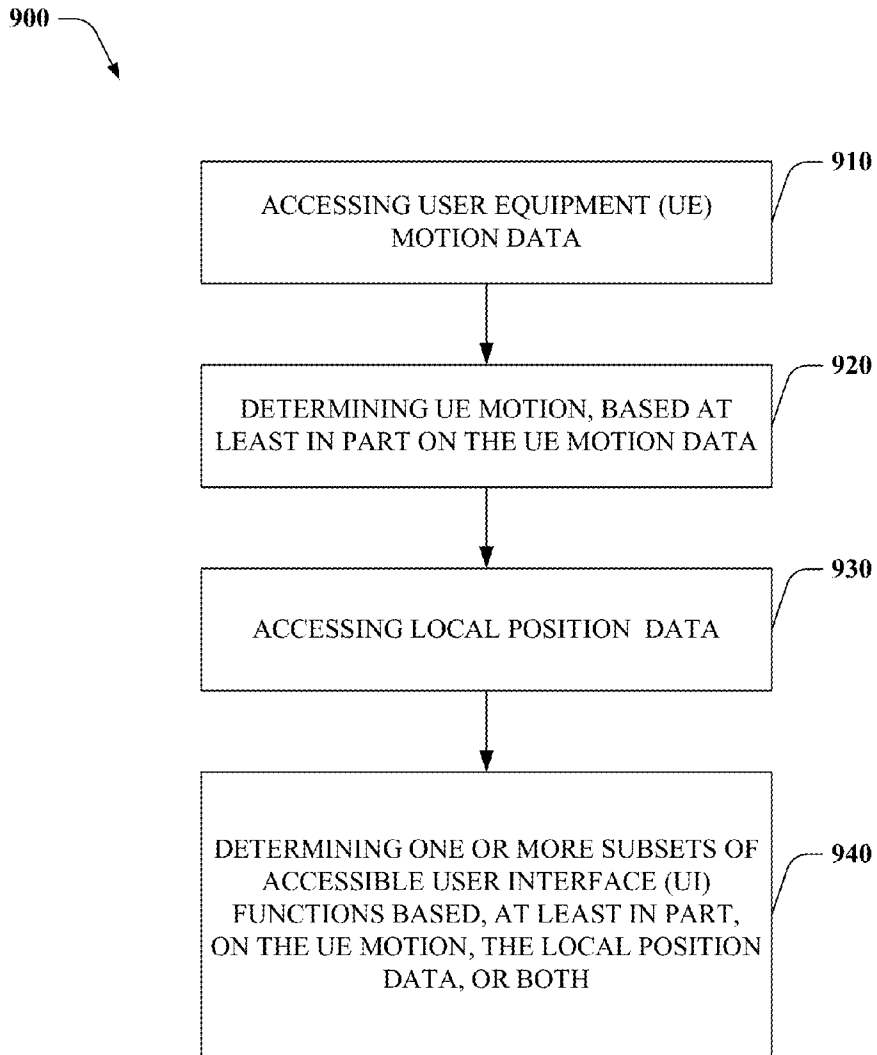 900
910
ACCESSING USER EQUIPMENT (UE)
MOTION DATA
920
DETERMINING UE MOTION, BASED AT
LEAST IN PART ON THE UE MOTION DATA
930
ACCESSING LOCAL POSITION DATA
940
DETERMINING ONE OR MORE SUBSETS OF
ACCESSIBLE USER INTERFACE (UI)
FUNCTIONS BASED, AT LEAST IN PART,
ON THE UE MOTION, THE LOCAL POSITION
DATA, OR BOTH